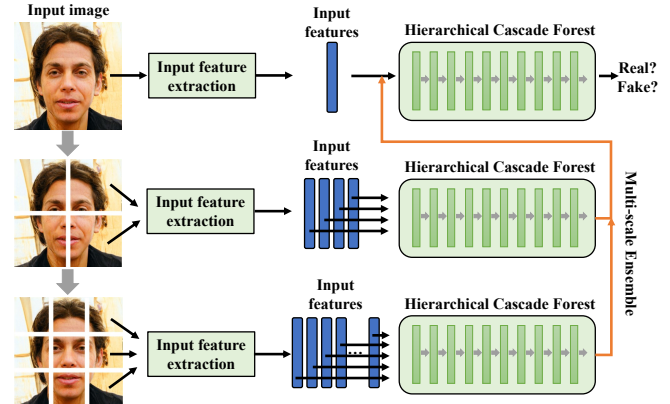 Input image
Input feature
extraction
Input
features
Hierarchical Cascade Forest
Real?
Fake?
Input feature
extraction
Input
features
Hierarchical Cascade Forest
Multi-scale Ensemble
Input feature
extraction
Input
features
...
Hierarchical Cascade Forest